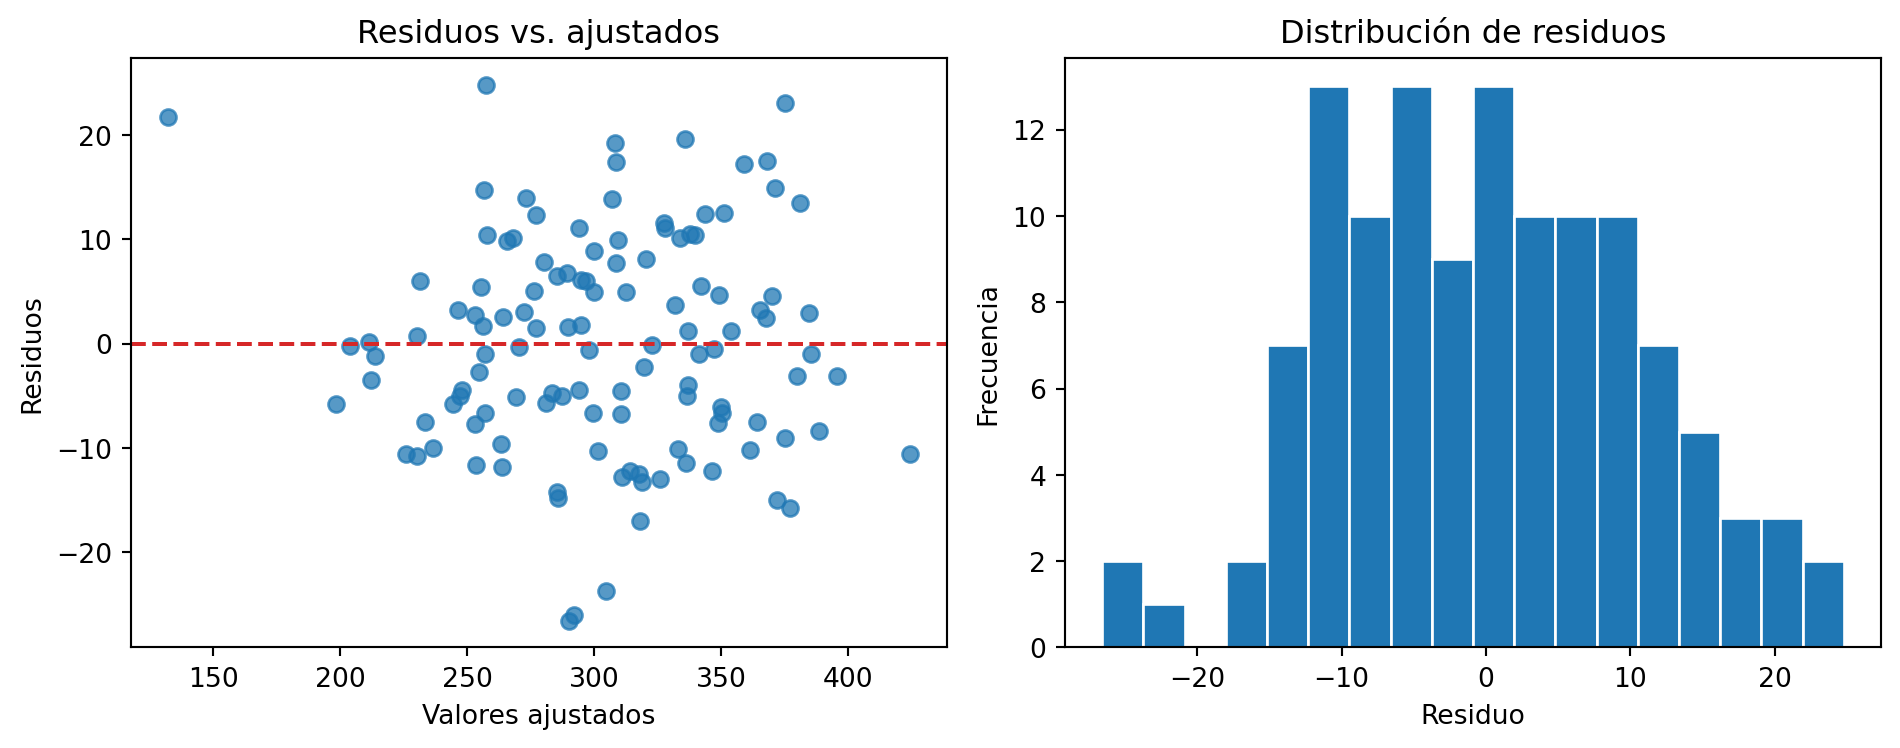 Residuos vs. ajustados
20
10
0
−10
−20
Residuos
150 200 250 300 350 400
Valores ajustados
Distribución de residuos
12
10
8
6
4
2
0
Frecuencia
−20 −10 0 10 20
Residuo